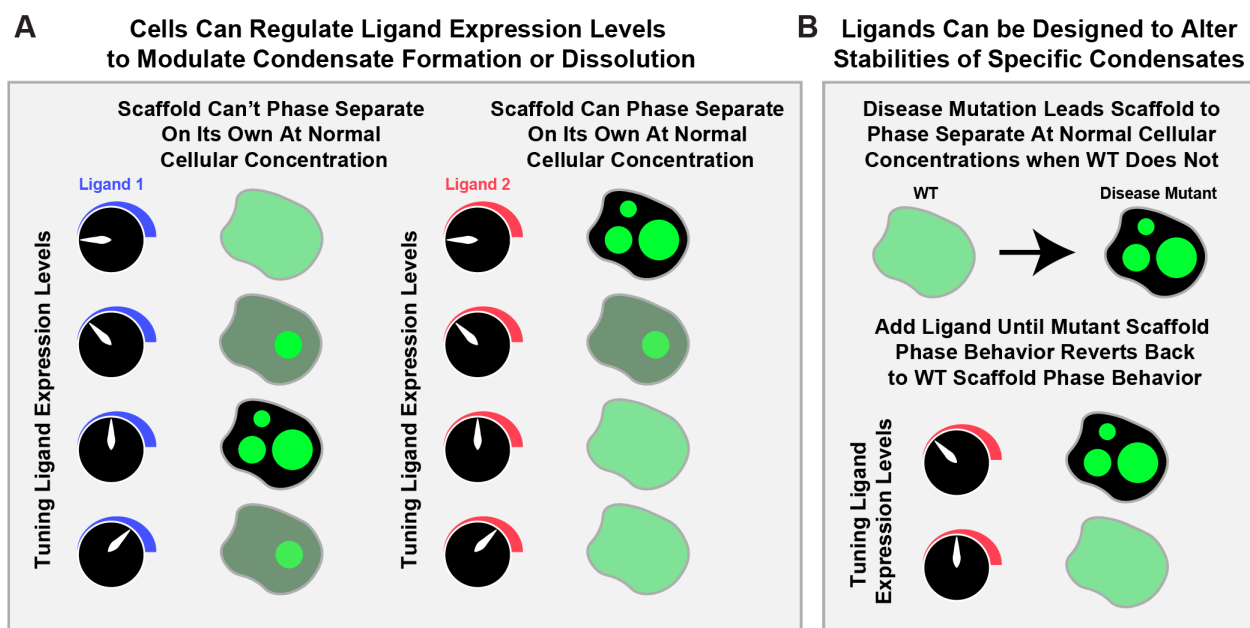 A
Cells Can Regulate Ligand Expression Levels
to Modulate Condensate Formation or Dissolution
Scaffold Can't Phase Separate
On Its Own At Normal
Cellular Concentration
Ligand 1
Tuning Ligand Expression Levels
Scaffold Can Phase Separate
On Its Own At Normal
Cellular Concentration
Ligand 2
Tuning Ligand Expression Levels
B
Ligands Can be Designed to Alter
Stabilities of Specific Condensates
Disease Mutation Leads Scaffold to
Phase Separate At Normal Cellular
Concentrations when WT Does Not
WT
Disease Mutant
Add Ligand Until Mutant Scaffold
Phase Behavior Reverts Back
to WT Scaffold Phase Behavior
Tuning Ligand
Expression Levels